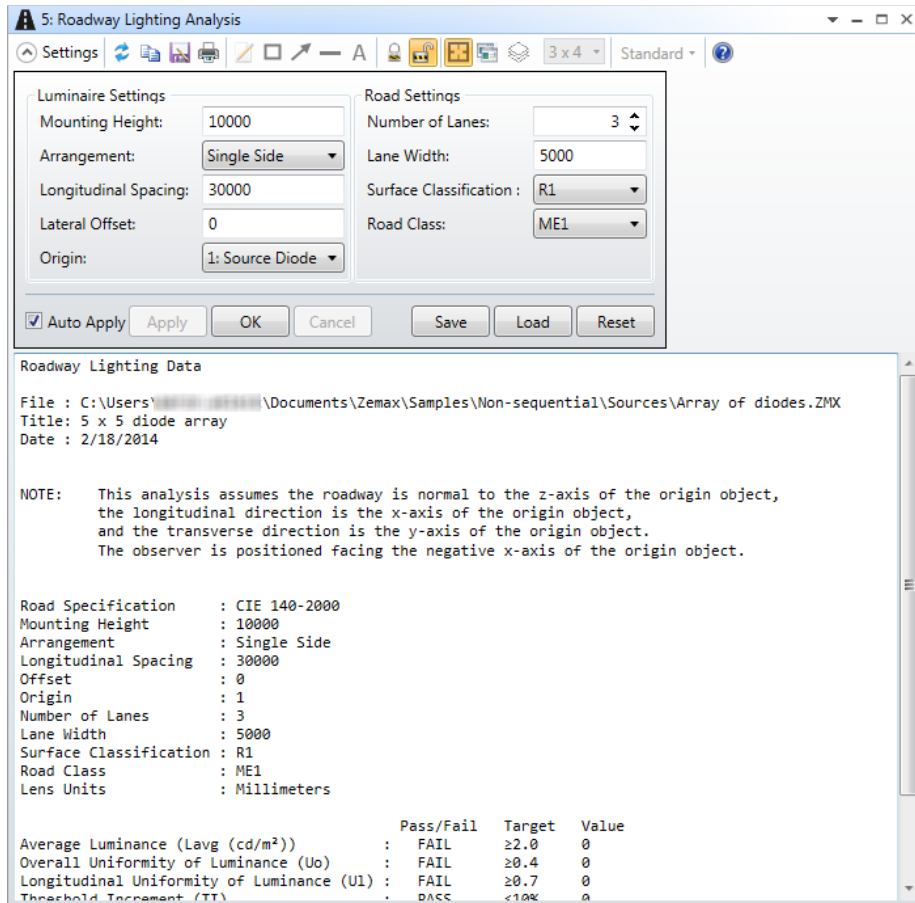 5: Roadway Lighting Analysis
Settings A 3 x 4 Standard
Luminaire Settings
Mounting Height: 10000
Arrangement: Single Side
Longitudinal Spacing: 30000
Lateral Offset: 0
Origin: 1: Source Diode
Road Settings
Number of Lanes: 3
Lane Width: 5000
Surface Classification : R1
Road Class: ME1
Auto Apply Apply OK Cancel Save Load Reset
Roadway Lighting Data
File : C:\Users\ \Documents\Zemax\Samples\Non-sequential\Sources\Array of diodes.ZMX
Title: 5 x 5 diode array
Date : 2/18/2014
NOTE: This analysis assumes the roadway is normal to the z-axis of the origin object,
the longitudinal direction is the x-axis of the origin object,
and the transverse direction is the y-axis of the origin object.
The observer is positioned facing the negative x-axis of the origin object.
Road Specification : CIE 140-2000
Mounting Height : 10000
Arrangement : Single Side
Longitudinal Spacing : 30000
Offset : 0
Origin : 1
Number of Lanes : 3
Lane Width : 5000
Surface Classification : R1
Road Class : ME1
Lens Units : Millimeters
Pass/Fail Target Value
Average Luminance (Lavg (cd/m²)) : FAIL ≥2.0 0
Overall Uniformity of Luminance (Uo) : FAIL ≥0.4 0
Longitudinal Uniformity of Luminance (Ul) : FAIL ≥0.7 0
Threshold Increment (TI) : PASS ≤10% 0